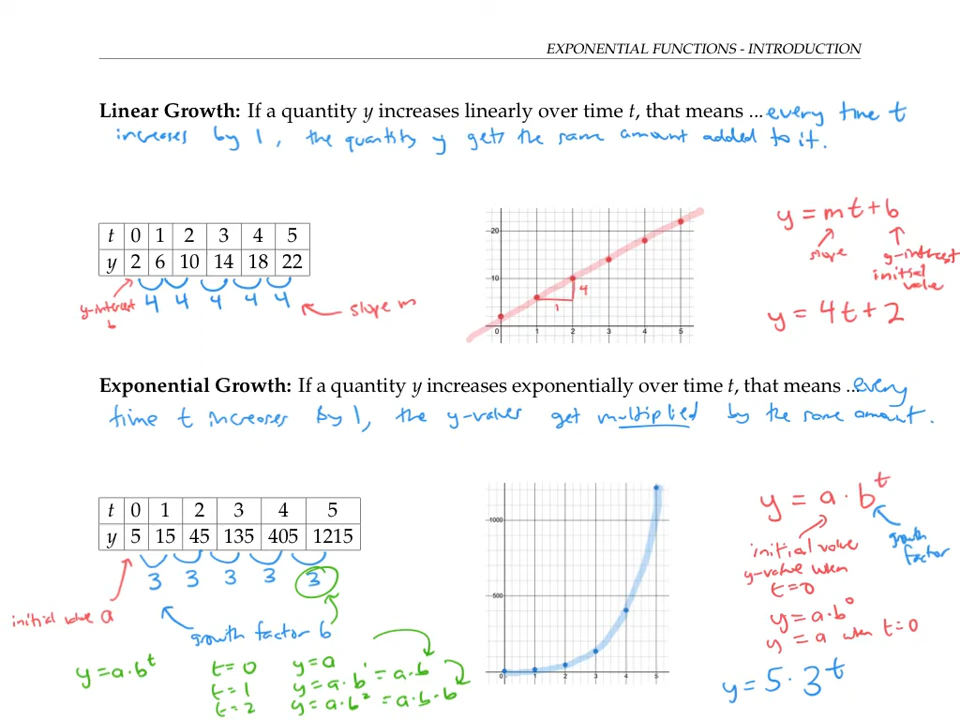 EXPONENTIAL FUNCTIONS - INTRODUCTION
Linear Growth: If a quantity y increases linearly over time t, that means ... every time t
increases by 1, the quantity y gets the same amount added to it.
t 0 1 2 3 4 5
y 2 6 10 14 18 22
4 4 4 4 4
y-intercept
b
slope m
20
10
0 1 2 3 4 5
4
1
y = mt + b
slope
y-intercept
initial
value
y = 4t + 2
Exponential Growth: If a quantity y increases exponentially over time t, that means ... every
time t increases by 1, the y-values get multiplied by the same amount.
t 0 1 2 3 4 5
y 5 15 45 135 405 1215
3 3 3 3 3
initial value a
growth factor b
y = a·b^t
t = 0 y = a
t = 1 y = a·b^1 = a·b
t = 2 y = a·b^2 = a·b·b
1000
500
0 1 2 3 4 5
y = a·b^t
initial value
y-value when
t = 0
growth
factor
y = a·b^0
y = a when t = 0
y = 5·3^t